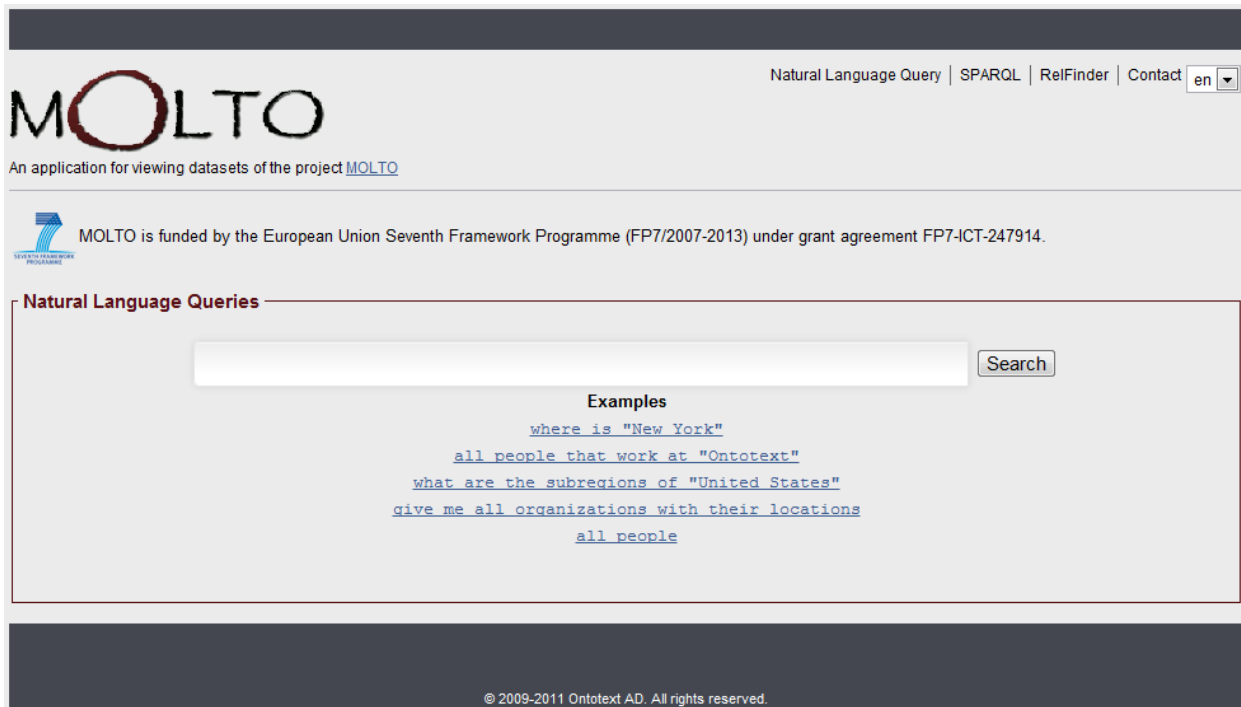 Natural Language Query | SPARQL | RelFinder | Contact en
MOLTO
An application for viewing datasets of the project MOLTO
SEVENTH FRAMEWORK
PROGRAMME
MOLTO is funded by the European Union Seventh Framework Programme (FP7/2007-2013) under grant agreement FP7-ICT-247914.
Natural Language Queries
Search
Examples
where is "New York"
all people that work at "Ontotext"
what are the subregions of "United States"
give me all organizations with their locations
all people
© 2009-2011 Ontotext AD. All rights reserved.